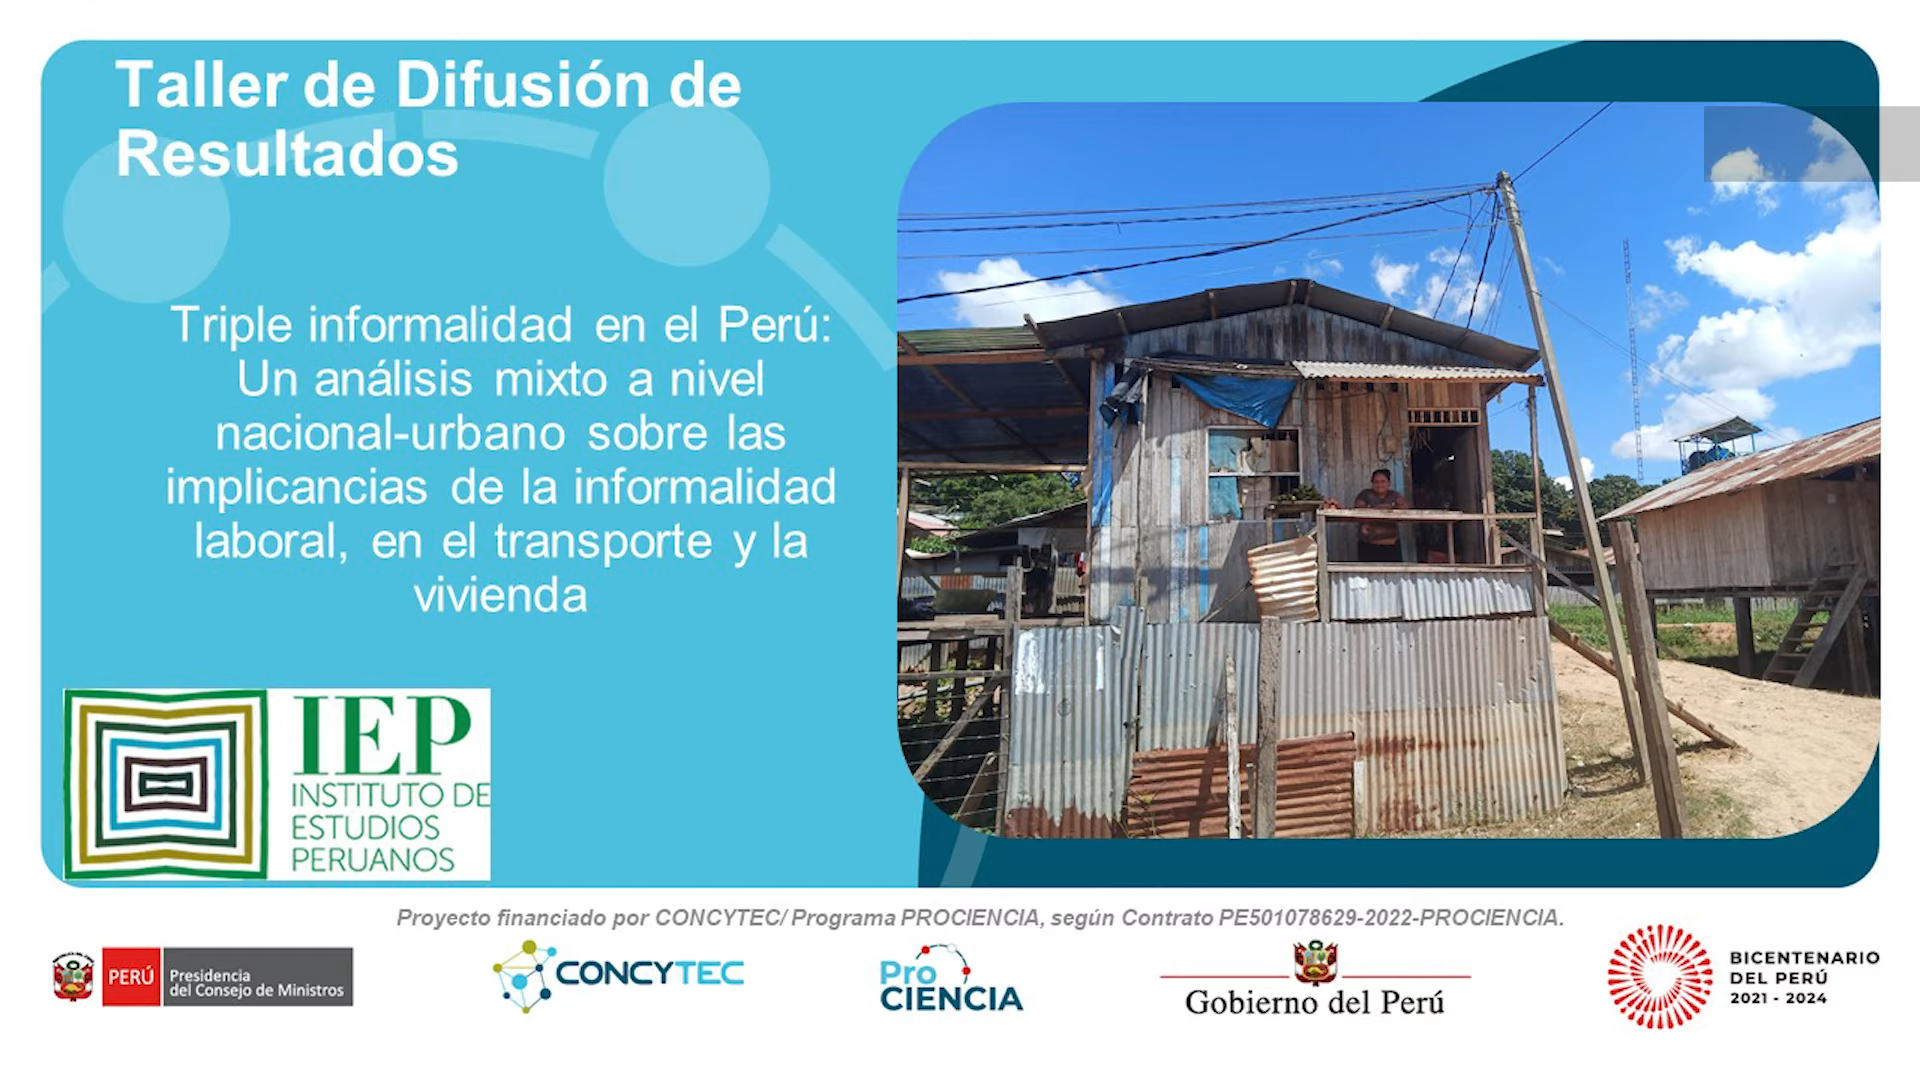 Taller de Difusión de
Resultados
Triple informalidad en el Perú:
Un análisis mixto a nivel
nacional-urbano sobre las
implicancias de la informalidad
laboral, en el transporte y la
vivienda
IEP
INSTITUTO DE
ESTUDIOS
PERUANOS
Proyecto financiado por CONCYTEC/ Programa PROCIENCIA, según Contrato PE501078629-2022-PROCIENCIA.
PERÚ
Presidencia
del Consejo de Ministros
CONCYTEC
Pro
CIENCIA
Gobierno del Perú
BICENTENARIO
DEL PERÚ
2021 - 2024